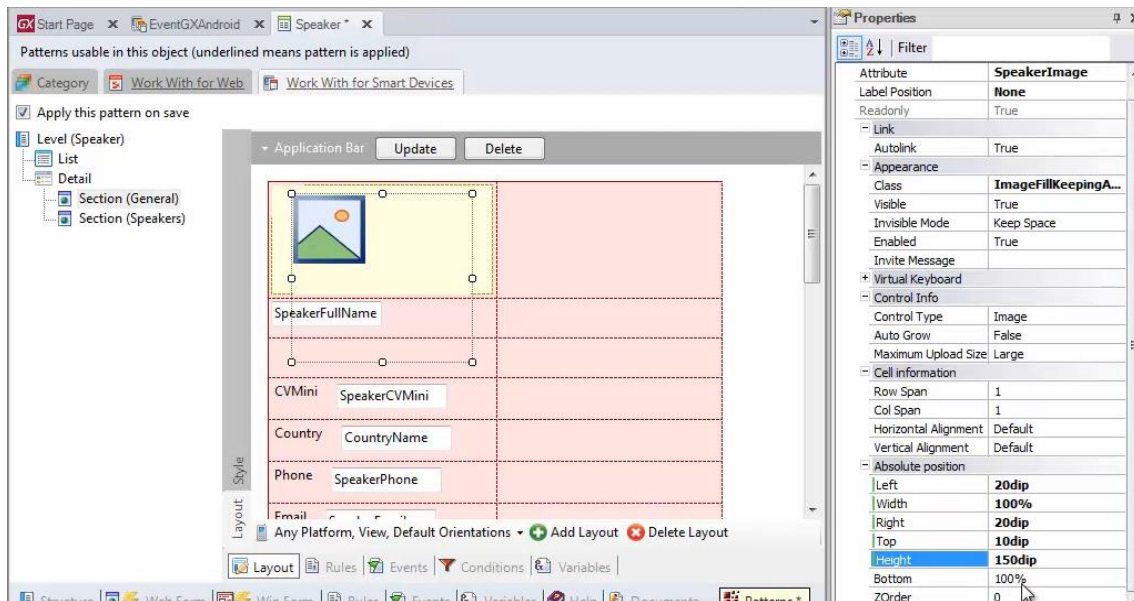 Start Page
EventGXAndroid
Speaker *
Patterns usable in this object (underlined means pattern is applied)
Category
Work With for Web
Work With for Smart Devices
Apply this pattern on save
Level (Speaker)
List
Detail
Section (General)
Section (Speakers)
Application Bar
Update
Delete
SpeakerFullName
CVMini
SpeakerCVMini
Country
CountryName
Phone
SpeakerPhone
Email
Style
Layout
Any Platform, View, Default Orientations
Add Layout
Delete Layout
Layout
Rules
Events
Conditions
Variables
Structure
Web Form
Win Form
Rules
Events
Variables
Help
Documents
Patterns *
Properties
Filter
Attribute SpeakerImage
Label Position None
Readonly True
Link
Autolink True
Appearance
Class ImageFillKeepingA...
Visible True
Invisible Mode Keep Space
Enabled True
Invite Message
Virtual Keyboard
Control Info
Control Type Image
Auto Grow False
Maximum Upload Size Large
Cell information
Row Span 1
Col Span 1
Horizontal Alignment Default
Vertical Alignment Default
Absolute position
Left 20dip
Width 100%
Right 20dip
Top 10dip
Height 150dip
Bottom 100%
ZOrder 0